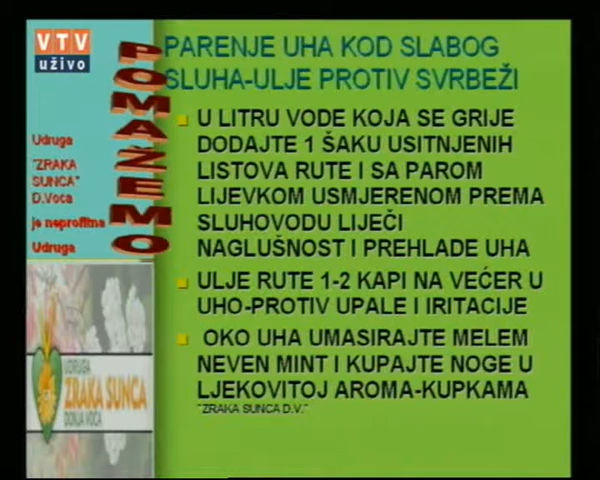 VTV
uživo
POMAŽEMO
Udruga
"ZRAKA
SUNCA"
D.Voca
je neprofitna
Udruga
UDRUGA
ZRAKA SUNCA
DONJA VOĆA
PARENJE UHA KOD SLABOG
SLUHA-ULJE PROTIV SVRBEŽI
U LITRU VODE KOJA SE GRIJE
DODAJTE 1 ŠAKU USITNJENIH
LISTOVA RUTE I SA PAROM
LIJEVKOM USMJERENOM PREMA
SLUHOVODU LIJEČI
NAGLUŠNOST I PREHLADE UHA
ULJE RUTE 1-2 KAPI NA VEĆER U
UHO-PROTIV UPALE I IRITACIJE
OKO UHA UMASIRAJTE MELEM
NEVEN MINT I KUPAJTE NOGE U
LJEKOVITOJ AROMA-KUPKAMA
"ZRAKA SUNCA D.V."